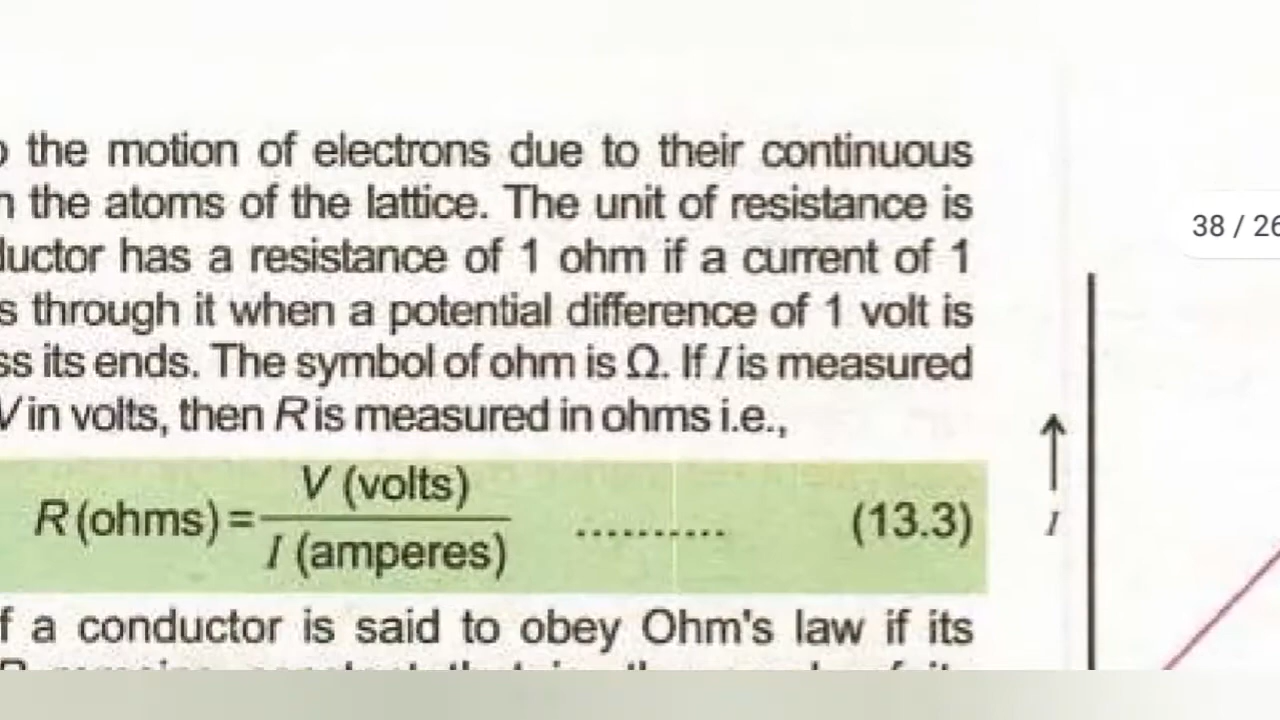 the motion of electrons due to their continuous
the atoms of the lattice. The unit of resistance is
ductor has a resistance of 1 ohm if a current of 1
s through it when a potential difference of 1 volt is
ss its ends. The symbol of ohm is Ω. If I is measured
V in volts, then R is measured in ohms i.e.,
R (ohms) = V (volts) / I (amperes) .......... (13.3)
f a conductor is said to obey Ohm's law if its
38 / 26
I